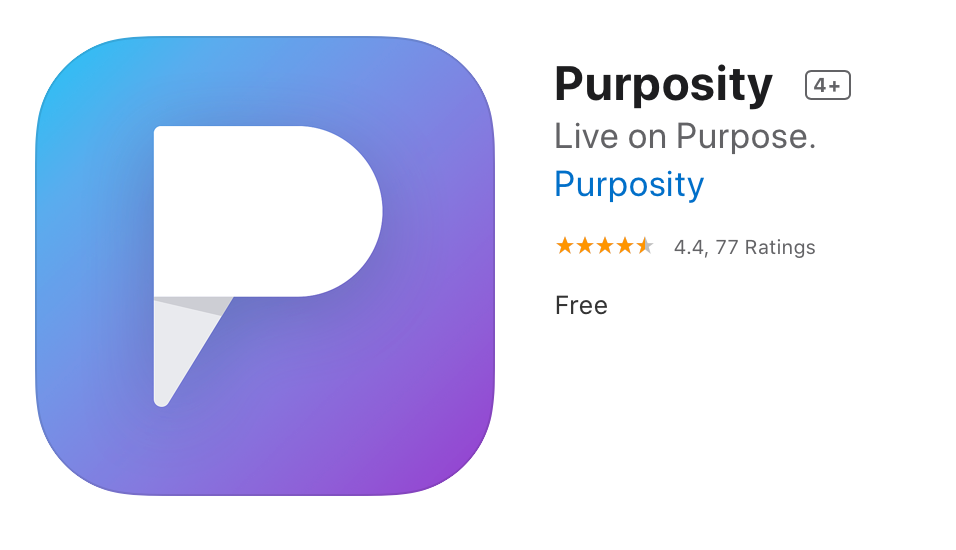 P
Purposity 4+
Live on Purpose.
Purposity
4.4, 77 Ratings
Free